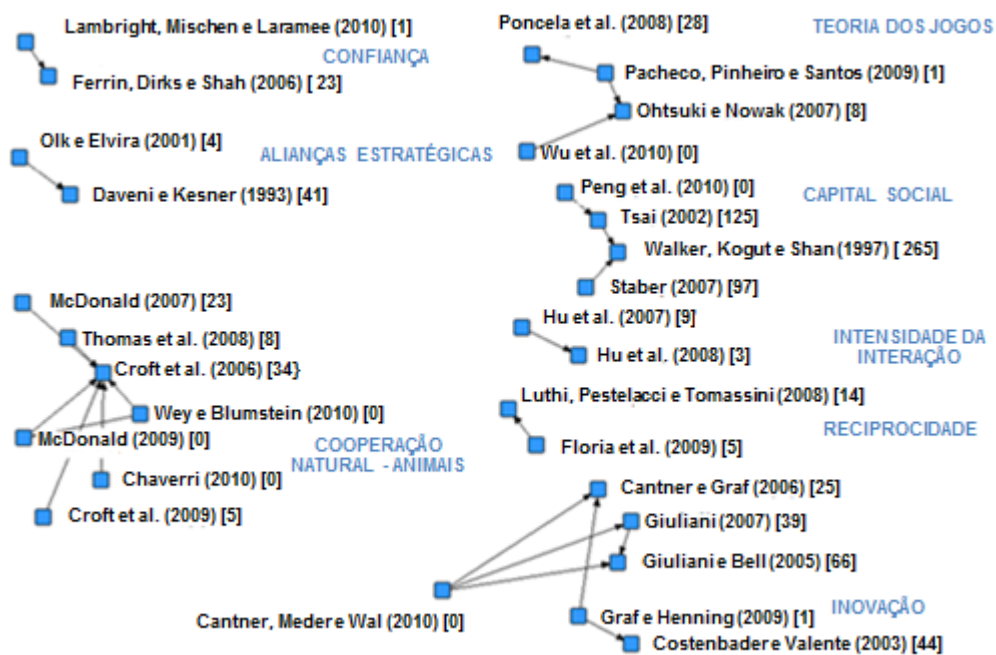 Lambright, Mischen e Laramee (2010) [1]
CONFIANÇA
Ferrin, Dirks e Shah (2006) [ 23]
Olk e Elvira (2001) [4]
ALIANÇAS ESTRATÉGICAS
Daveni e Kesner (1993) [41]
McDonald (2007) [23]
Thomas et al. (2008) [8]
Croft et al. (2006) [34}
Wey e Blumstein (2010) [0]
McDonald (2009) [0]
COOPERAÇÃO
NATURAL - ANIMAIS
Chaverri (2010) [0]
Croft et al. (2009) [5]
Poncela et al. (2008) [28]
TEORIA DOS JOGOS
Pacheco, Pinheiro e Santos (2009) [1]
Ohtsuki e Nowak (2007) [8]
Wu et al. (2010) [0]
Peng et al. (2010) [0]
CAPITAL SOCIAL
Tsai (2002) [125]
Walker, Kogut e Shan (1997) [ 265]
Staber (2007) [97]
Hu et al. (2007) [9]
INTENSIDADE DA
INTERAÇÃO
Hu et al. (2008) [3]
Luthi, Pestelacci e Tomassini (2008) [14]
RECIPROCIDADE
Floria et al. (2009) [5]
Cantner e Graf (2006) [25]
Giuliani (2007) [39]
Giuliani e Bell (2005) [66]
Cantner, Meder e Wal (2010) [0]
INOVAÇÃO
Graf e Henning (2009) [1]
Costenbader e Valente (2003) [44]